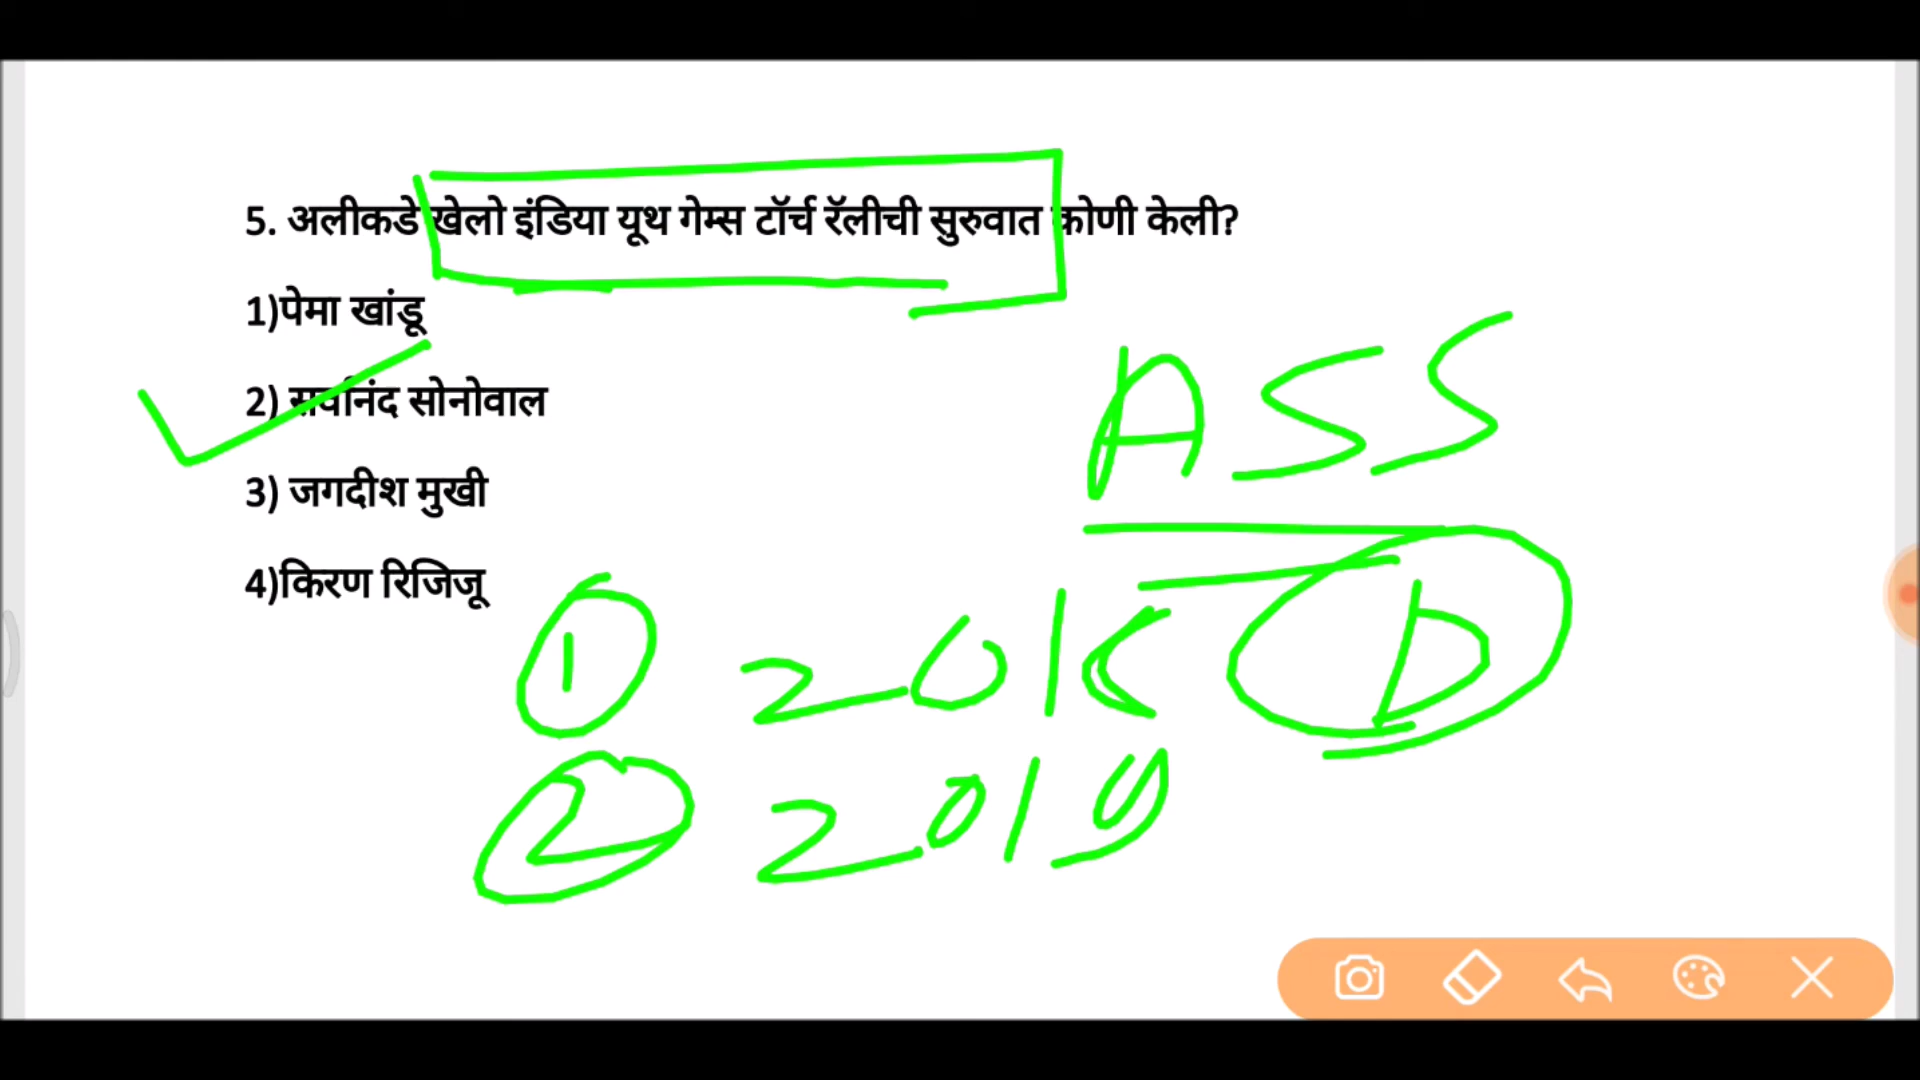 5. अलीकडे खेलो इंडिया यूथ गेम्स टॉर्च रॅलीची सुरुवात कोणी केली?
1)पेमा खांडू
2) सर्वानंद सोनोवाल
3) जगदीश मुखी
4)किरण रिजिजू
ASS
1 2018 D
2 2019